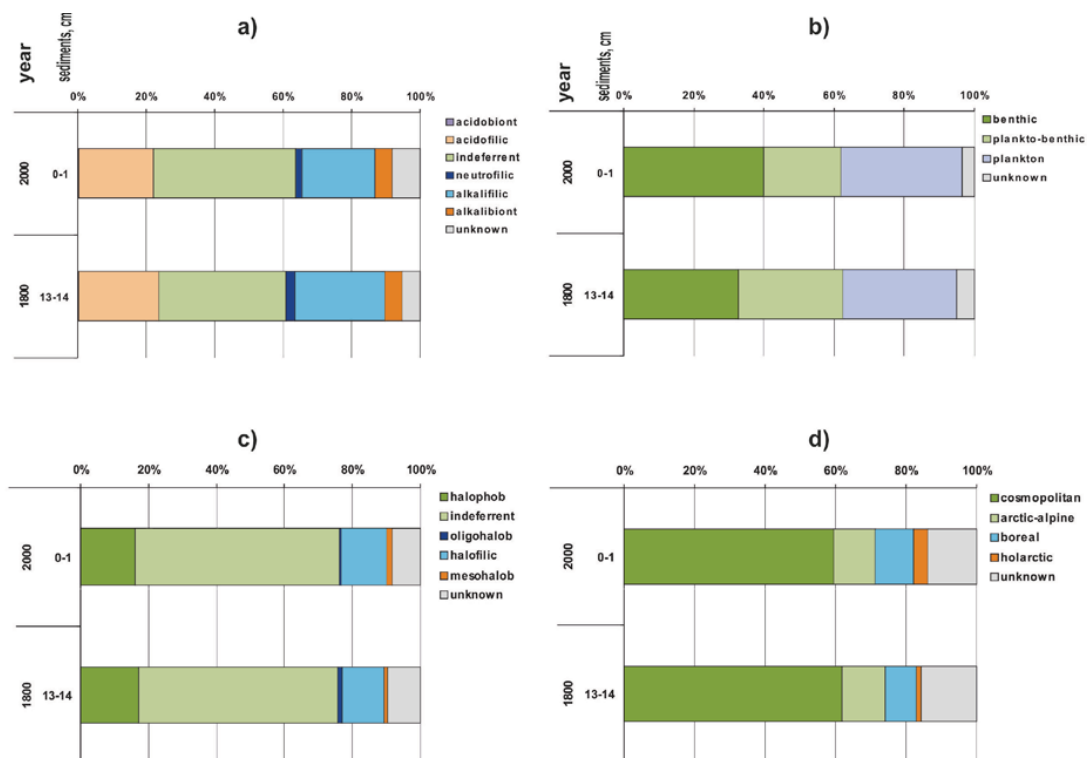 a)
year
sediments, cm
0% 20% 40% 60% 80% 100%
2000
0-1
1800
13-14
acidobiont
acidofilic
indeferrent
neutrofilic
alkalifilic
alkalibiont
unknown
b)
year
sediments, cm
0% 20% 40% 60% 80% 100%
2000
0-1
1800
13-14
benthic
plankto-benthic
plankton
unknown
c)
0% 20% 40% 60% 80% 100%
2000
0-1
1800
13-14
halophob
indeferrent
oligohalob
halofilic
mesohalob
unknown
d)
0% 20% 40% 60% 80% 100%
2000
0-1
1800
13-14
cosmopolitan
arctic-alpine
boreal
holarctic
unknown